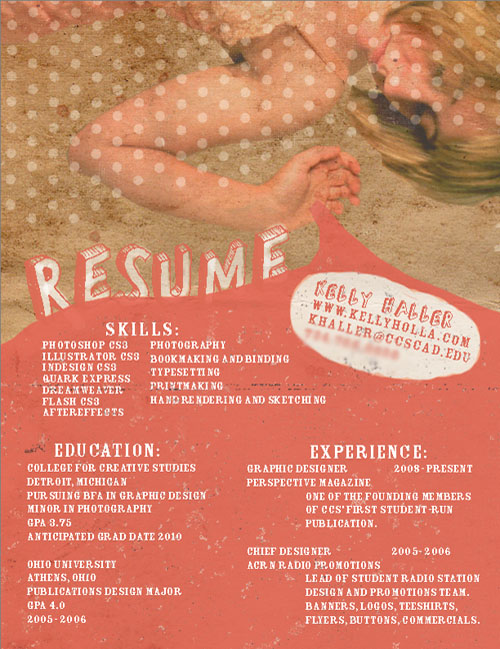 RESUME
KELLY HALLER
WWW.KELLYHOLLA.COM
KHALLER@CCSCAD.EDU
SKILLS:
PHOTOSHOP CS3
ILLUSTRATOR CS3
INDESIGN CS3
QUARK EXPRESS
DREAMWEAVER
FLASH CS3
AFTEREFFECTS
PHOTOGRAPHY
BOOKMAKING AND BINDING
TYPESETTING
PRINTMAKING
HAND RENDERING AND SKETCHING
EDUCATION:
COLLEGE FOR CREATIVE STUDIES
DETROIT, MICHIGAN
PURSUING BFA IN GRAPHIC DESIGN
MINOR IN PHOTOGRAPHY
GPA 3.75
ANTICIPATED GRAD DATE 2010
OHIO UNIVERSITY
ATHENS, OHIO
PUBLICATIONS DESIGN MAJOR
GPA 4.0
2005-2006
EXPERIENCE:
GRAPHIC DESIGNER 2008-PRESENT
PERSPECTIVE MAGAZINE
ONE OF THE FOUNDING MEMBERS
OF CCS' FIRST STUDENT-RUN
PUBLICATION.
CHIEF DESIGNER 2005-2006
ACRN RADIO PROMOTIONS
LEAD OF STUDENT RADIO STATION
DESIGN AND PROMOTIONS TEAM.
BANNERS, LOGOS, TEESHIRTS,
FLYERS, BUTTONS, COMMERCIALS.